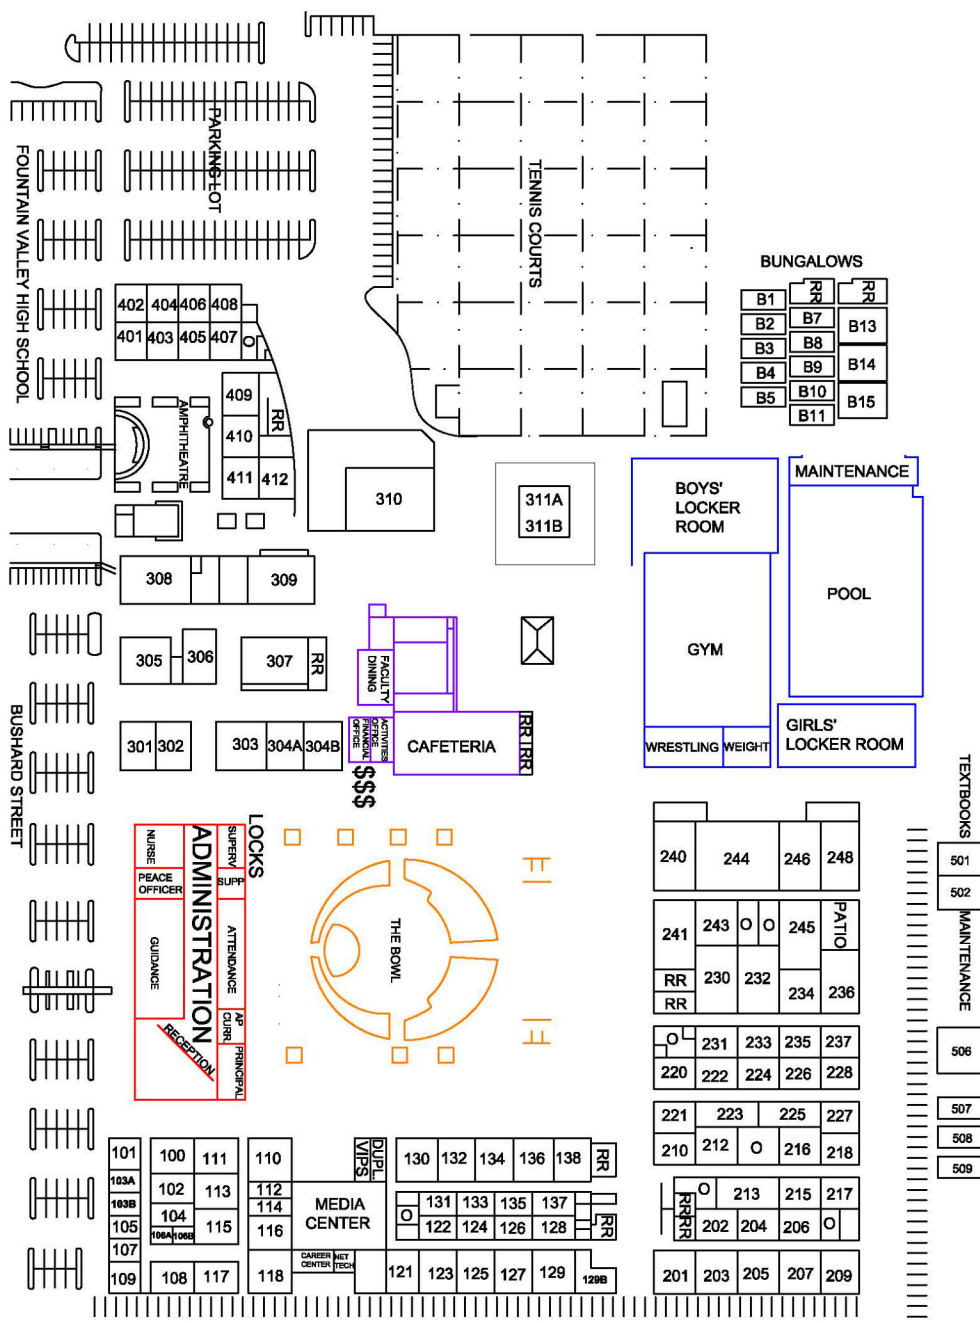 FOUNTAIN VALLEY HIGH SCHOOL
PARKING LOT
TENNIS COURTS
BUNGALOWS
RR
RR
B1
B2
B3
B4
B5
B7
B8
B9
B10
B11
B13
B14
B15
402
404
406
408
401
403
405
407
O
409
RR
410
411
412
AMPHITHEATRE
310
311A
311B
BOYS'
LOCKER
ROOM
MAINTENANCE
POOL
GYM
WRESTLING
WEIGHT
GIRLS'
LOCKER ROOM
308
309
305
306
307
RR
FACULTY
DINING
301
302
303
304A
304B
ACTIVITIES
OFFICE
FINANCIAL
OFFICE
CAFETERIA
RR
RR
$$$
BUSHARD STREET
LOCKS
NURSE
ADMINISTRATION
SUPERV
PEACE
OFFICER
SUPP
GUIDANCE
ATTENDANCE
AP
CURR
RECEPTION
PRINCIPAL
THE BOWL
TEXTBOOKS
501
502
MAINTENANCE
506
507
508
509
240
244
246
248
241
243
O
O
245
PATIO
RR
RR
230
232
234
236
O
231
233
235
237
220
222
224
226
228
221
223
225
227
210
212
O
216
218
O
213
215
217
RR
RR
202
204
206
O
201
203
205
207
209
101
100
111
110
DUPL.
VIPS
130
132
134
136
138
RR
103A
102
113
112
103B
114
MEDIA
CENTER
131
133
135
137
O
105
104
115
116
122
124
126
128
RR
106A
106B
107
109
108
117
118
CAREER
CENTER
NET
TECH
121
123
125
127
129
129B